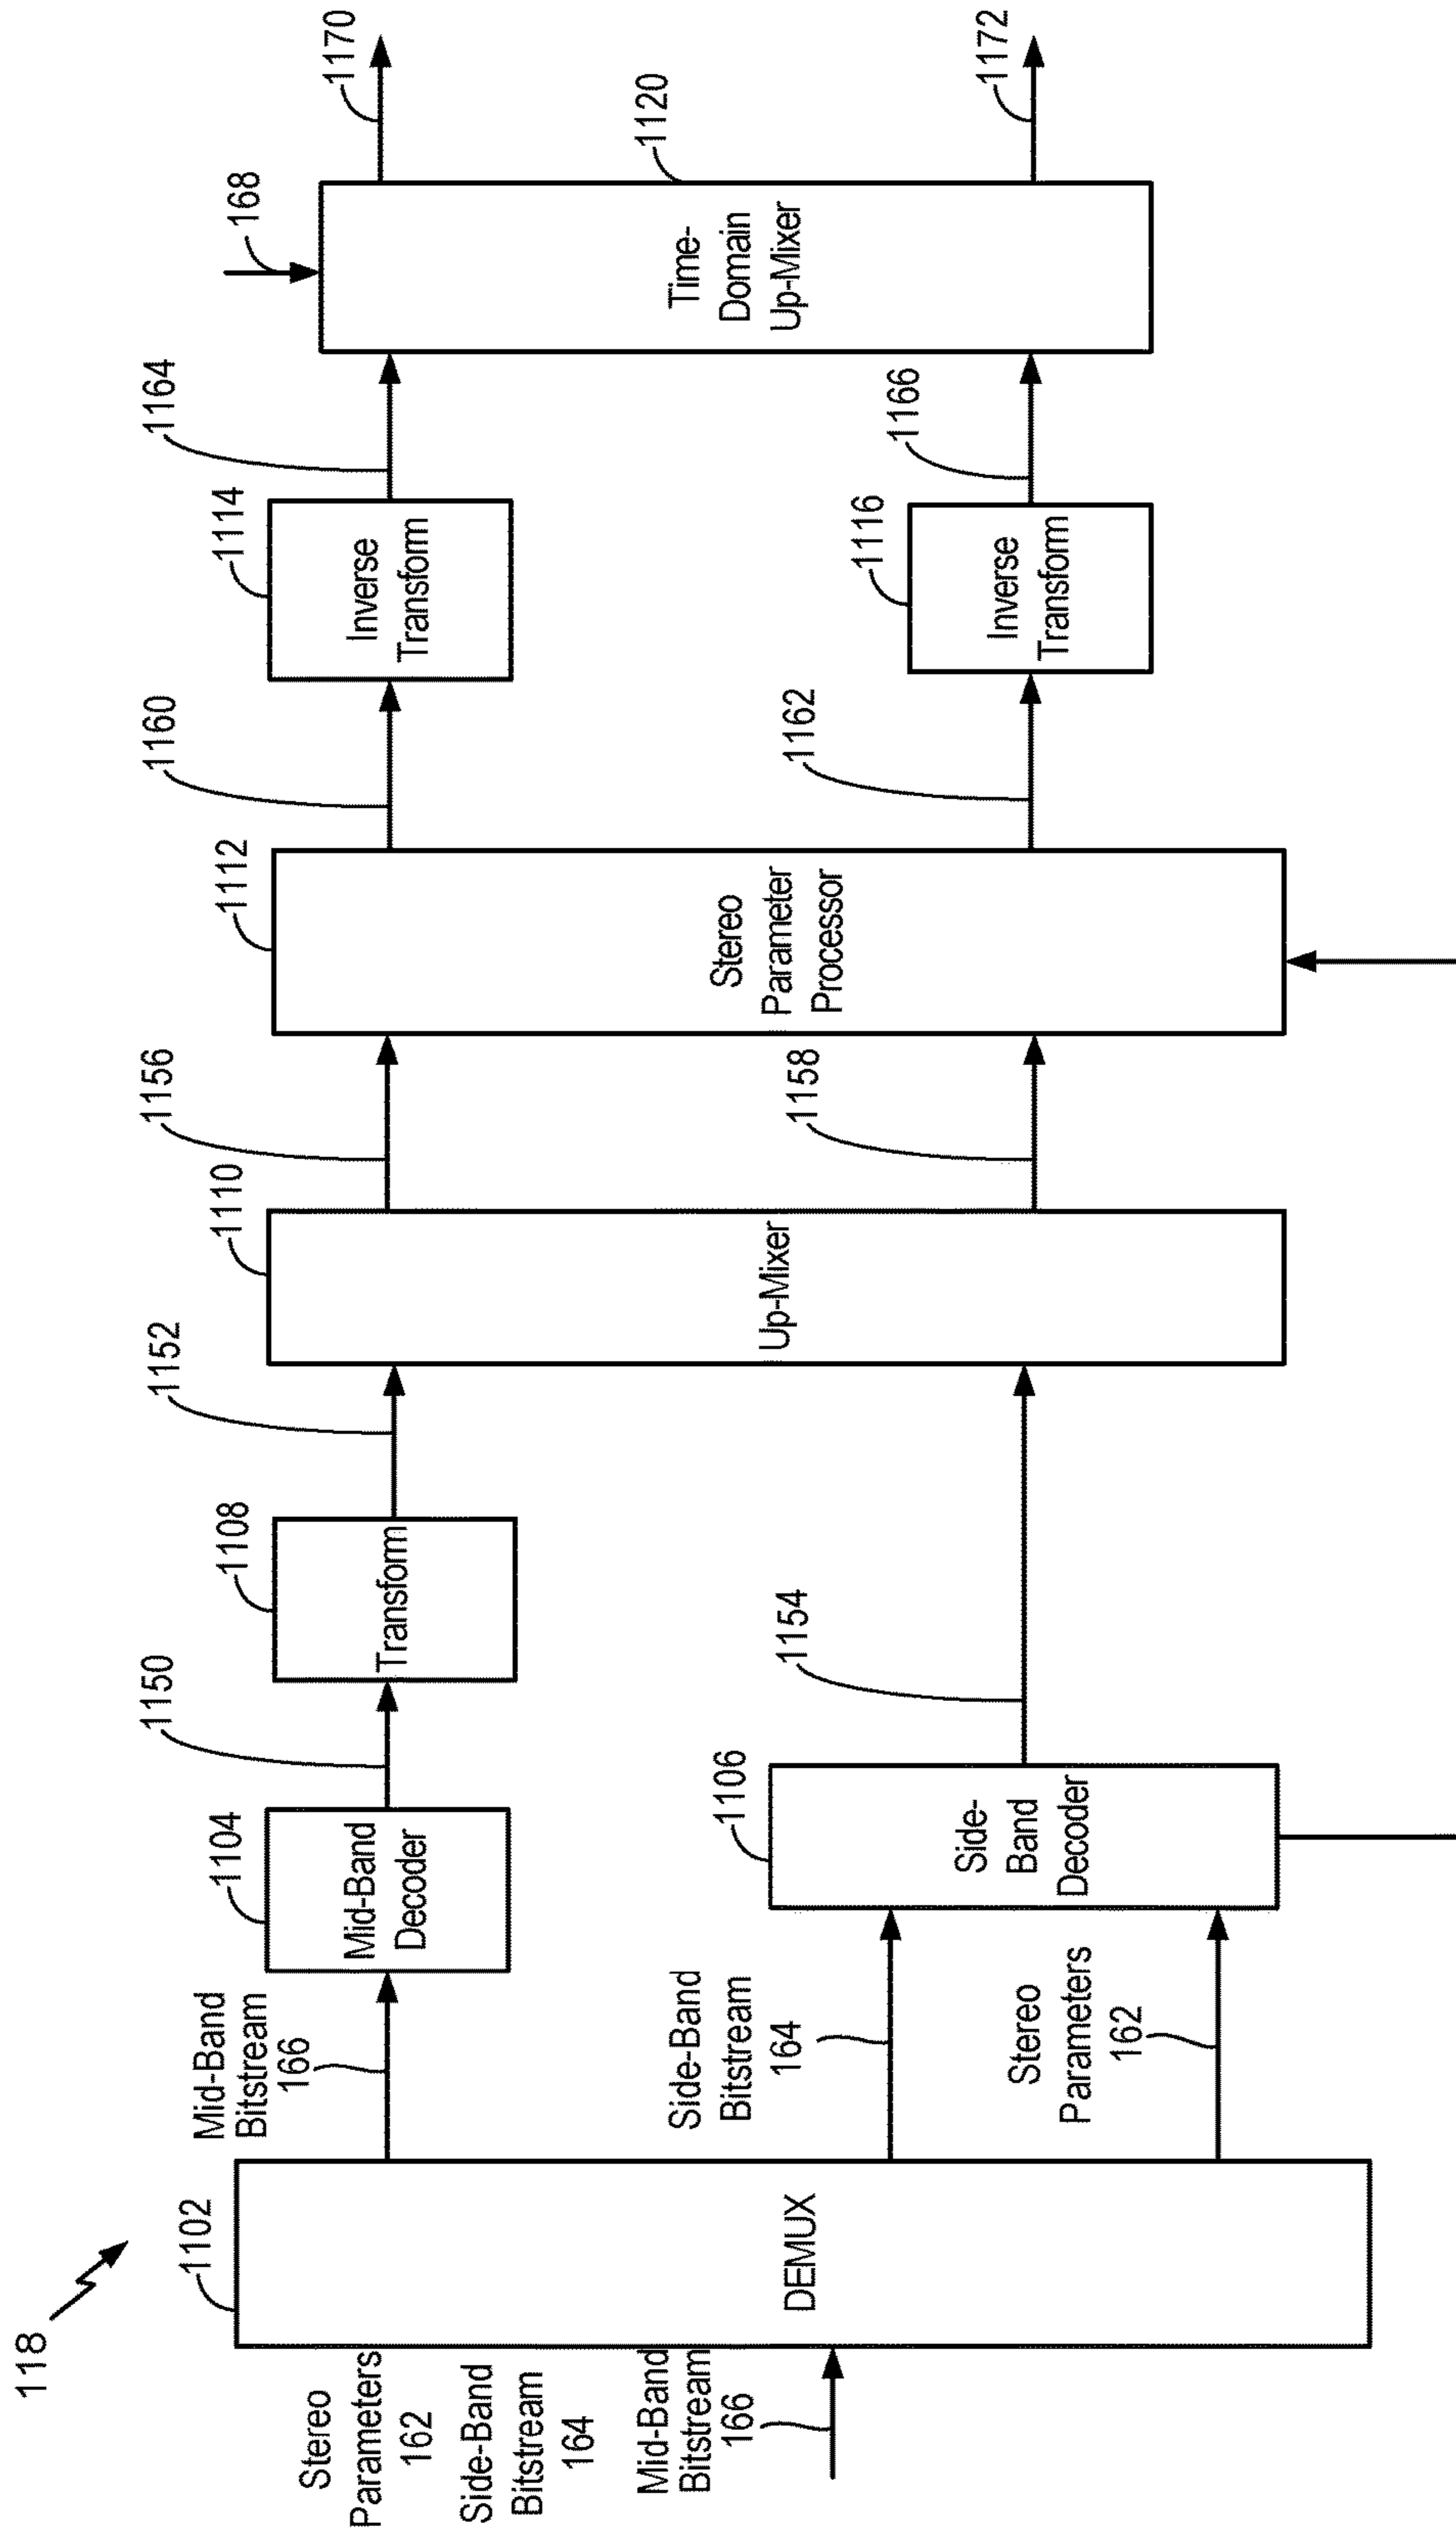 118
Stereo
Parameters
162
Side-Band
Bitstream
164
Mid-Band
Bitstream
166
1102
DEMUX
Mid-Band
Bitstream
166
Side-Band
Bitstream
164
Stereo
Parameters
162
1104
Mid-Band
Decoder
1106
Side-
Band
Decoder
1150
1154
1108
Transform
1152
1110
Up-Mixer
1156
1158
1112
Stereo
Parameter
Processor
1160
1162
1114
Inverse
Transform
1116
Inverse
Transform
1164
1166
168
1120
Time-
Domain
Up-Mixer
1170
1172